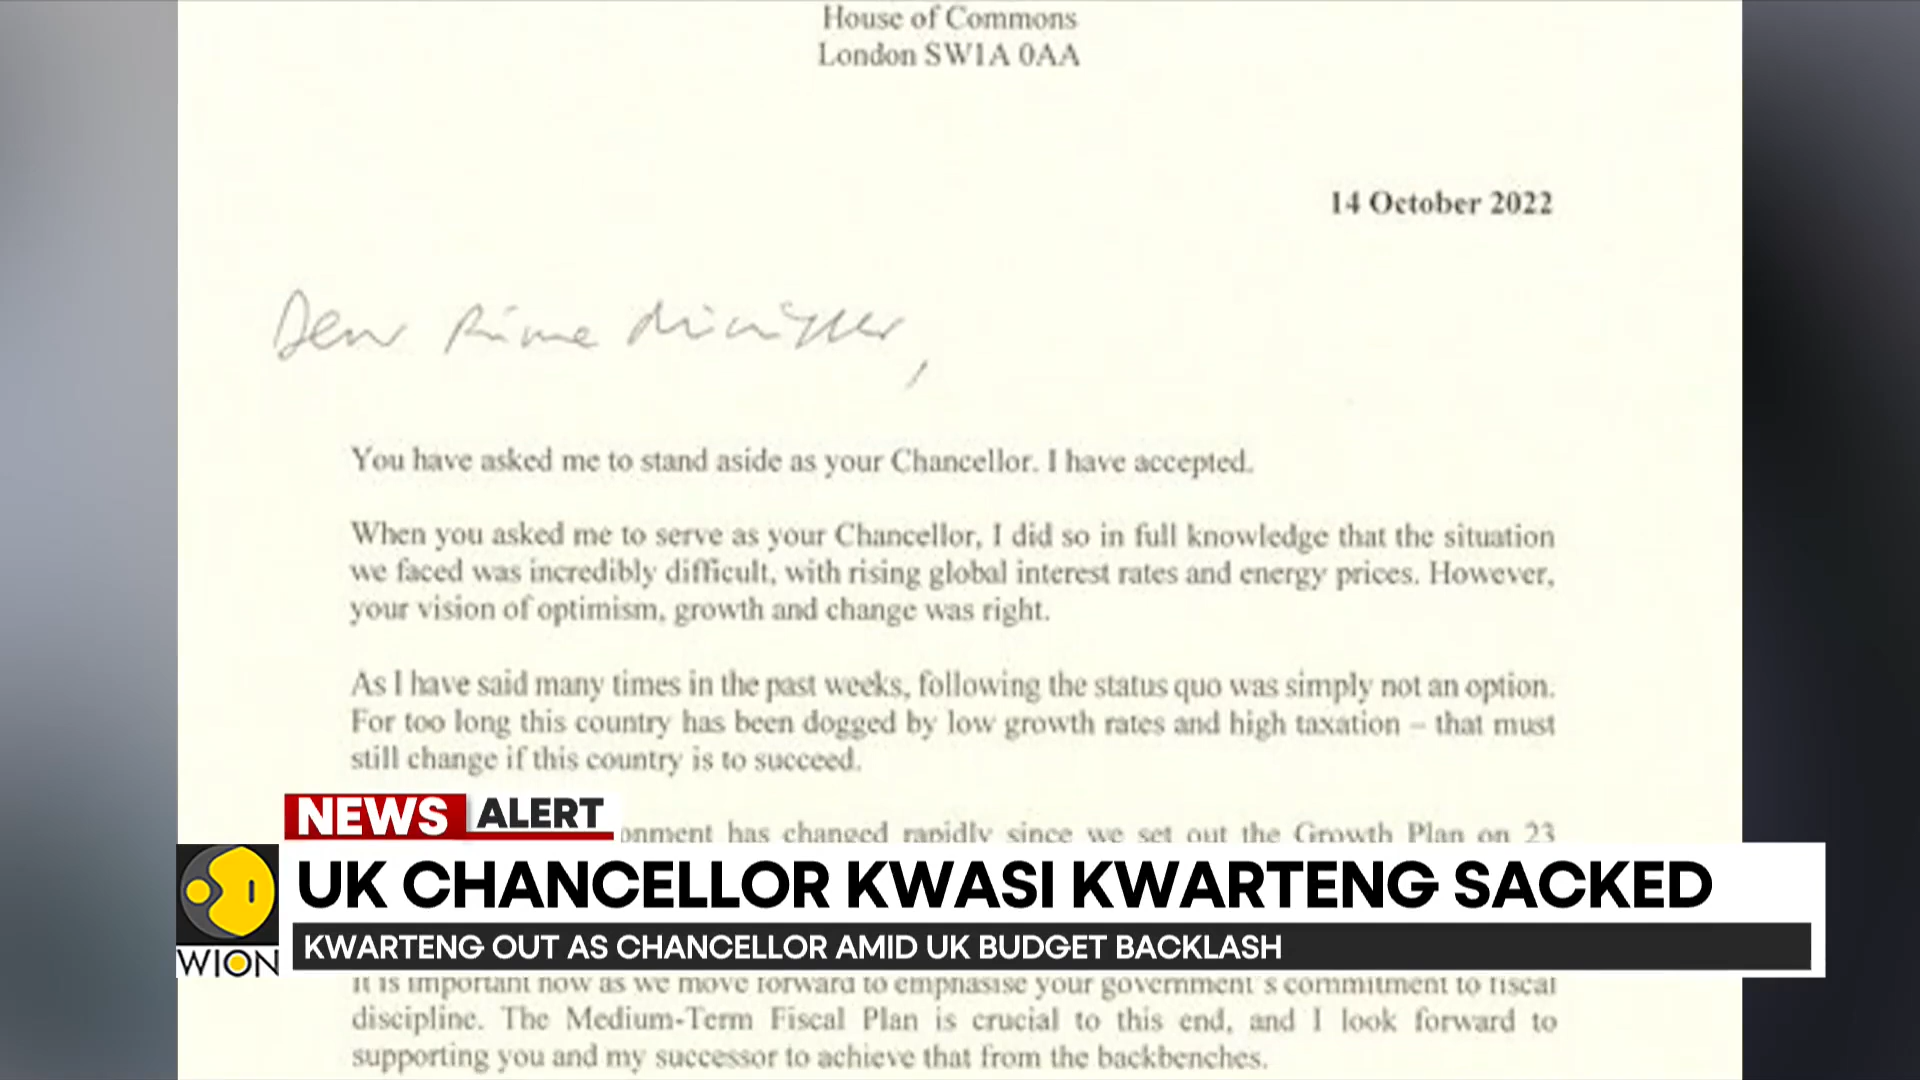 House of Commons
London SW1A 0AA
14 October 2022
Dear Prime Minister,
You have asked me to stand aside as your Chancellor. I have accepted.
When you asked me to serve as your Chancellor, I did so in full knowledge that the situation
we faced was incredibly difficult, with rising global interest rates and energy prices. However,
your vision of optimism, growth and change was right.
As I have said many times in the past weeks, following the status quo was simply not an option.
For too long this country has been dogged by low growth rates and high taxation – that must
still change if this country is to succeed.
NEWS ALERT
onment has changed rapidly since we set out the Growth Plan on 23
UK CHANCELLOR KWASI KWARTENG SACKED
KWARTENG OUT AS CHANCELLOR AMID UK BUDGET BACKLASH
WION
It is important now as we move forward to emphasise your government's commitment to fiscal
discipline. The Medium-Term Fiscal Plan is crucial to this end, and I look forward to
supporting you and my successor to achieve that from the backbenches.